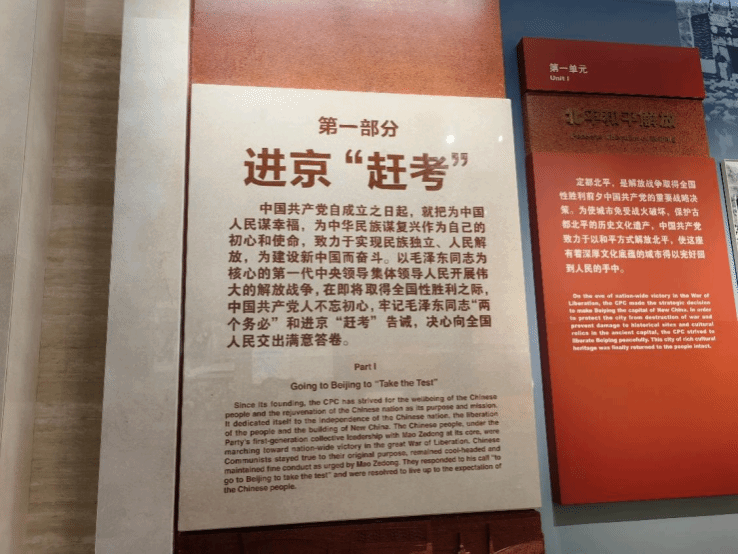 第一部分
进京“赶考”
中国共产党自成立之日起，就把为中国
人民谋幸福，为中华民族谋复兴作为自己的
初心和使命，致力于实现民族独立、人民解
放，为建设新中国而奋斗。以毛泽东同志为
核心的第一代中央领导集体领导人民开展伟
大的解放战争，在即将取得全国性胜利之际，
中国共产党人不忘初心，牢记毛泽东同志“两
个务必”和进京“赶考”告诫，决心向全国
人民交出满意答卷。
Part I
Going to Beijing to “Take the Test”
Since its founding, the CPC has strived for the wellbeing of the Chinese
people and the rejuvenation of the Chinese nation as its purpose and mission.
It dedicated itself to the independence of the Chinese nation, the liberation
of the people and the building of New China. The Chinese people, under the
Party's first-generation collective leadership with Mao Zedong at its core, were
marching toward nation-wide victory in the great War of Liberation. Chinese
Communists stayed true to their original purpose, remained cool-headed and
maintained fine conduct as urged by Mao Zedong. They responded to his call “to
go to Beijing to take the test” and were resolved to live up to the expectation of
the Chinese people.
第一单元
Unit I
北平和平解放
定都北平，是解放战争取得全国
性胜利前夕中国共产党的重要战略决
策。为使城市免受战火破坏，保护古
都北平的历史文化遗产，中国共产党
致力于以和平方式解放北平，使这座
有着深厚文化底蕴的城市得以完好回
到人民的手中。
On the eve of nation-wide victory in the War of
Liberation, the CPC made the strategic decision
to make Beiping the capital of New China. In order
to protect the city from destruction of war and
prevent damage to historical sites and cultural
relics in the ancient capital, the CPC strived to
liberate Beiping peacefully. This city of rich cultural
heritage was finally returned to the people intact.